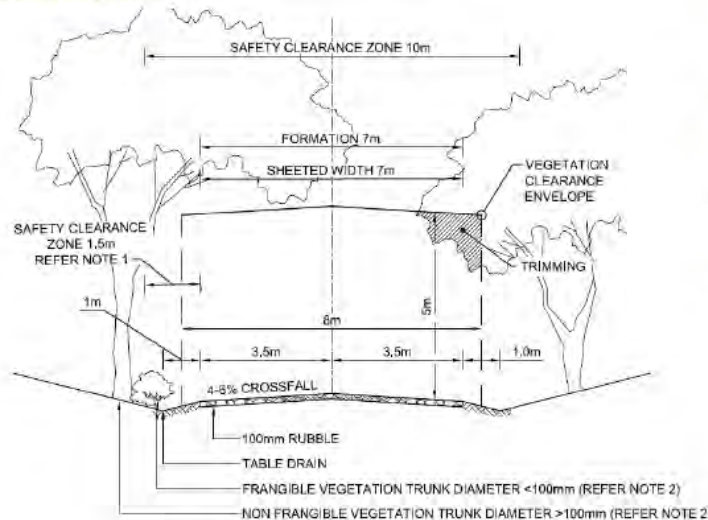 SAFETY CLEARANCE ZONE 10m
FORMATION 7m
SHEETED WIDTH 7m
VEGETATION
CLEARANCE
ENVELOPE
SAFETY CLEARANCE
ZONE 1.5m
REFER NOTE 1
TRIMMING
5m
1m
8m
3.5m
3.5m
1.0m
4-6% CROSSFALL
100mm RUBBLE
TABLE DRAIN
FRANGIBLE VEGETATION TRUNK DIAMETER <100mm (REFER NOTE 2)
NON FRANGIBLE VEGETATION TRUNK DIAMETER >100mm (REFER NOTE 2